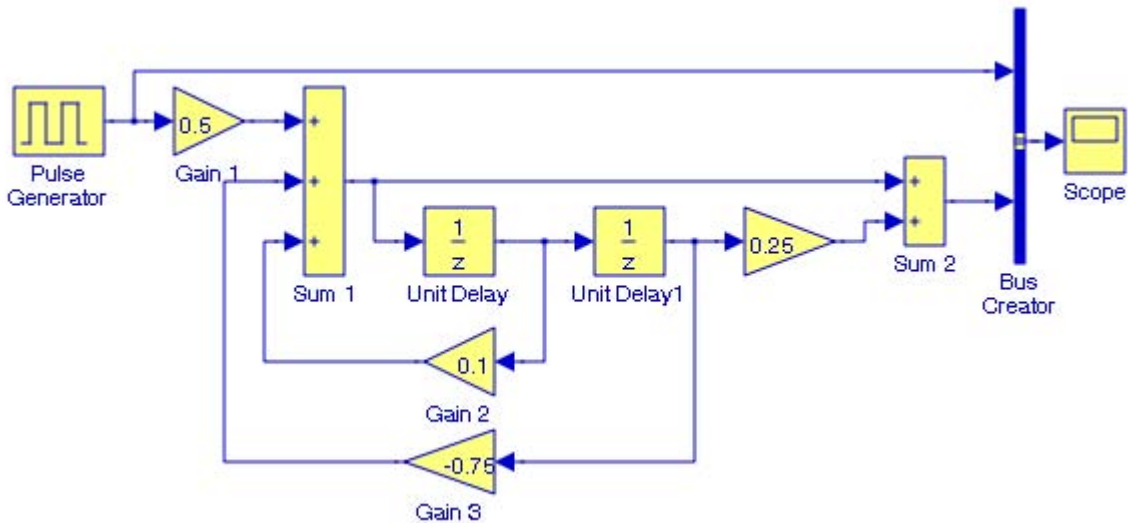 0.5
+
+
+
Pulse
Generator
Gain 1
Sum 1
1
z
Unit Delay
1
z
Unit Delay1
0.25
+
+
Sum 2
Bus
Creator
Scope
0.1
Gain 2
-0.75
Gain 3